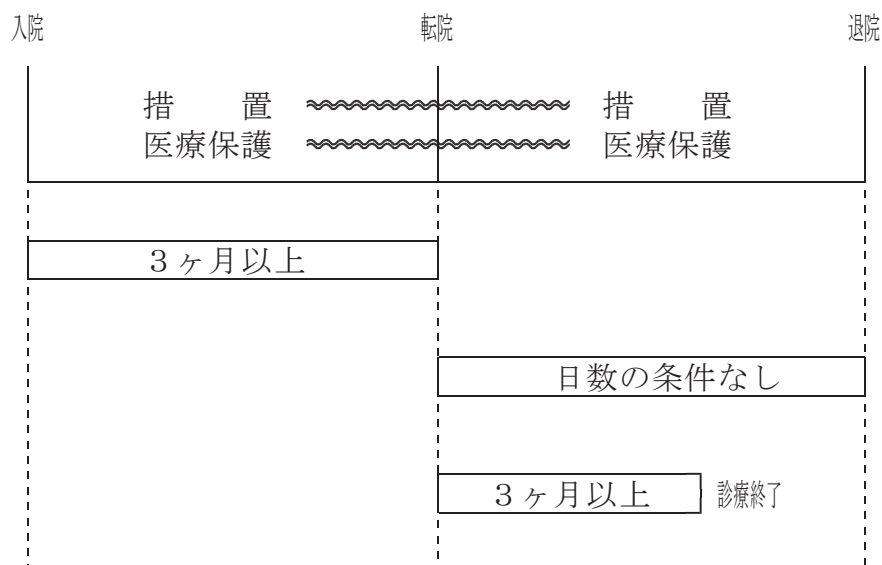 入院 転院 退院
措　　置 措　　置
医療保護 医療保護
３ヶ月以上
日数の条件なし
３ヶ月以上 診療終了